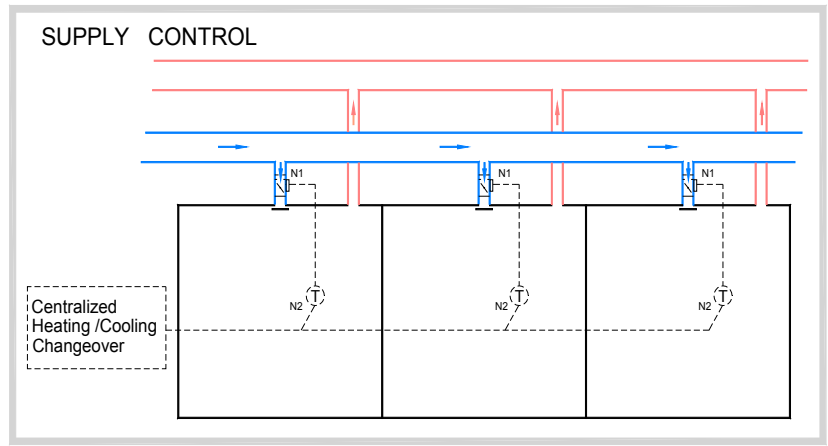 SUPPLY CONTROL
N1
N1
N1
T
T
T
N2
N2
N2
Centralized
Heating /Cooling
Changeover